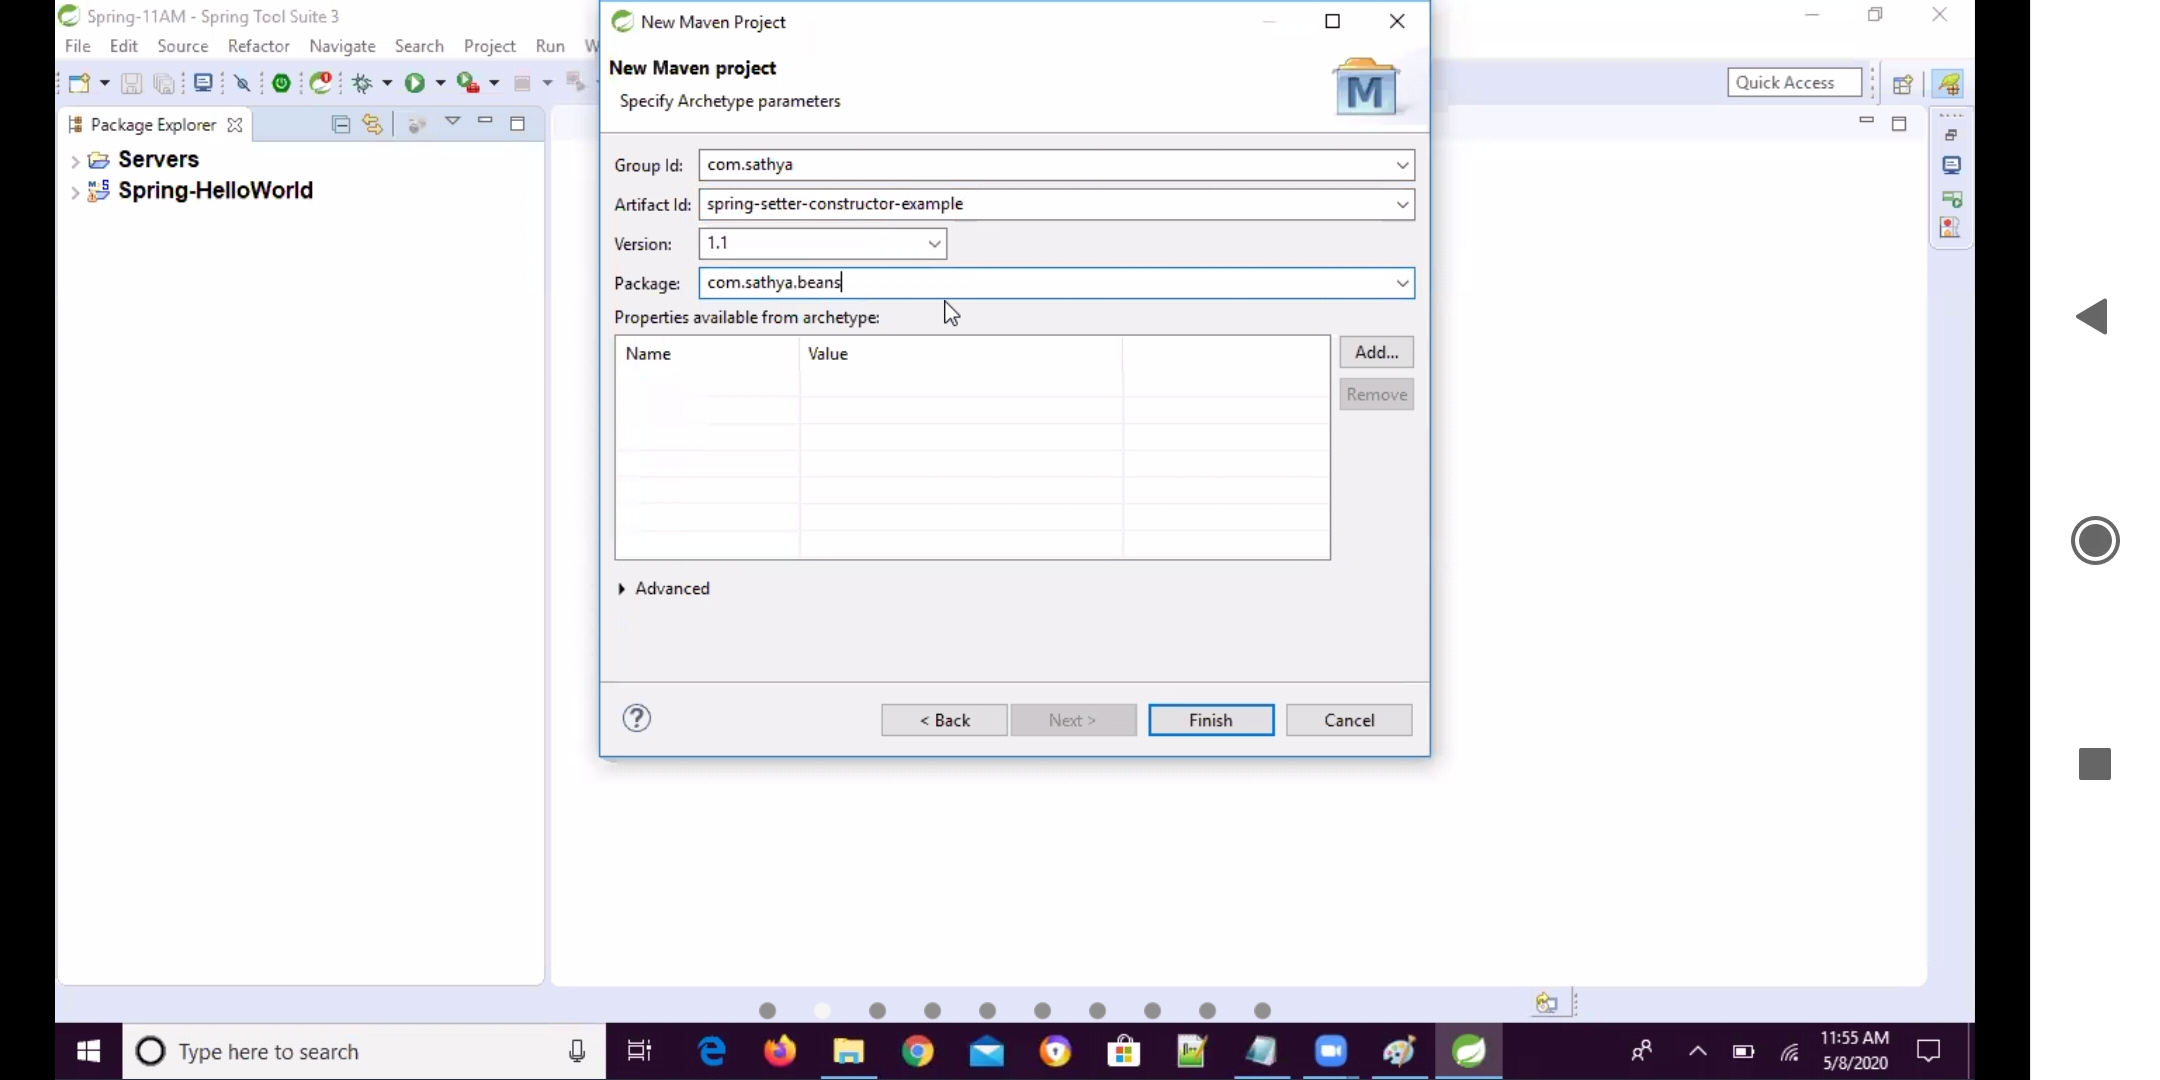 Spring-11AM - Spring Tool Suite 3
File Edit Source Refactor Navigate Search Project Run W
Quick Access
Package Explorer
Servers
Spring-HelloWorld
New Maven Project
New Maven project
Specify Archetype parameters
M
Group Id: com.sathya
Artifact Id: spring-setter-constructor-example
Version: 1.1
Package: com.sathya.beans
Properties available from archetype:
Name Value
Add...
Remove
Advanced
< Back Next > Finish Cancel
Type here to search
11:55 AM
5/8/2020